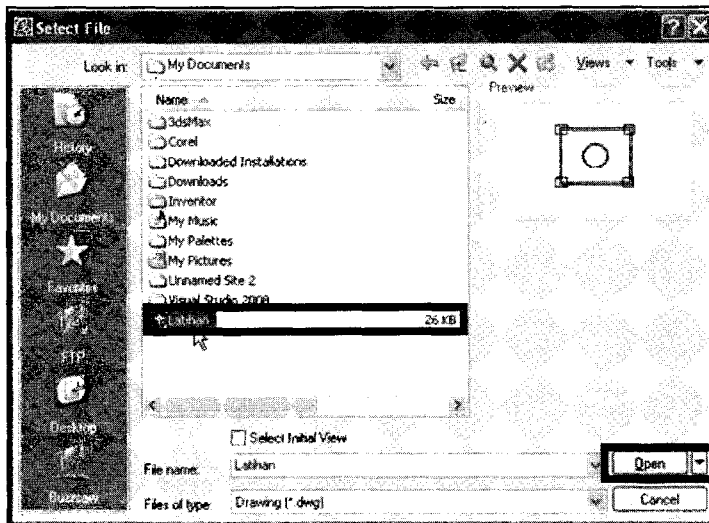 Select File
Look in: My Documents Views Tools
Preview
Name Size
3dsMax
Corel
Downloaded Installations
Downloads
Inventor
My Music
My Palettes
My Pictures
Unnamed Site 2
Visual Studio 2008
Latihan 26 KB
History
My Documents
Favorites
FTP
Desktop
Buzzsaw
Select Initial View
File name: Latihan Open
Files of type: Drawing (*.dwg) Cancel